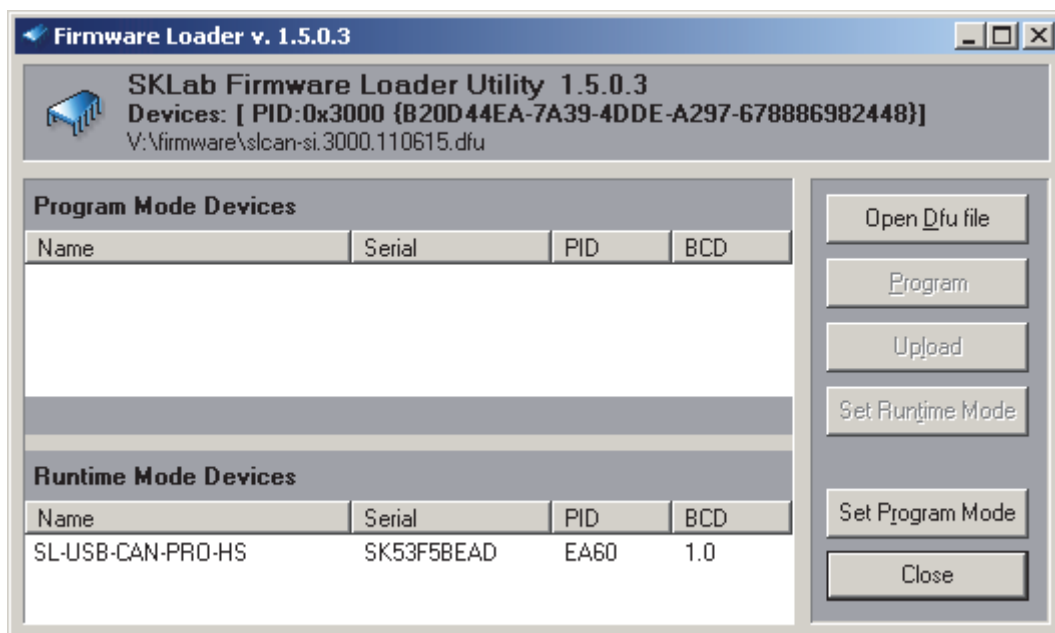 Firmware Loader v. 1.5.0.3
SKLab Firmware Loader Utility 1.5.0.3
Devices: [ PID:0x3000 {B20D44EA-7A39-4DDE-A297-678886982448}]
V:\firmware\slcan-si.3000.110615.dfu
Program Mode Devices
Name Serial PID BCD
Runtime Mode Devices
Name Serial PID BCD
SL-USB-CAN-PRO-HS SK53F5BEAD EA60 1.0
Open Dfu file
Program
Upload
Set Runtime Mode
Set Program Mode
Close